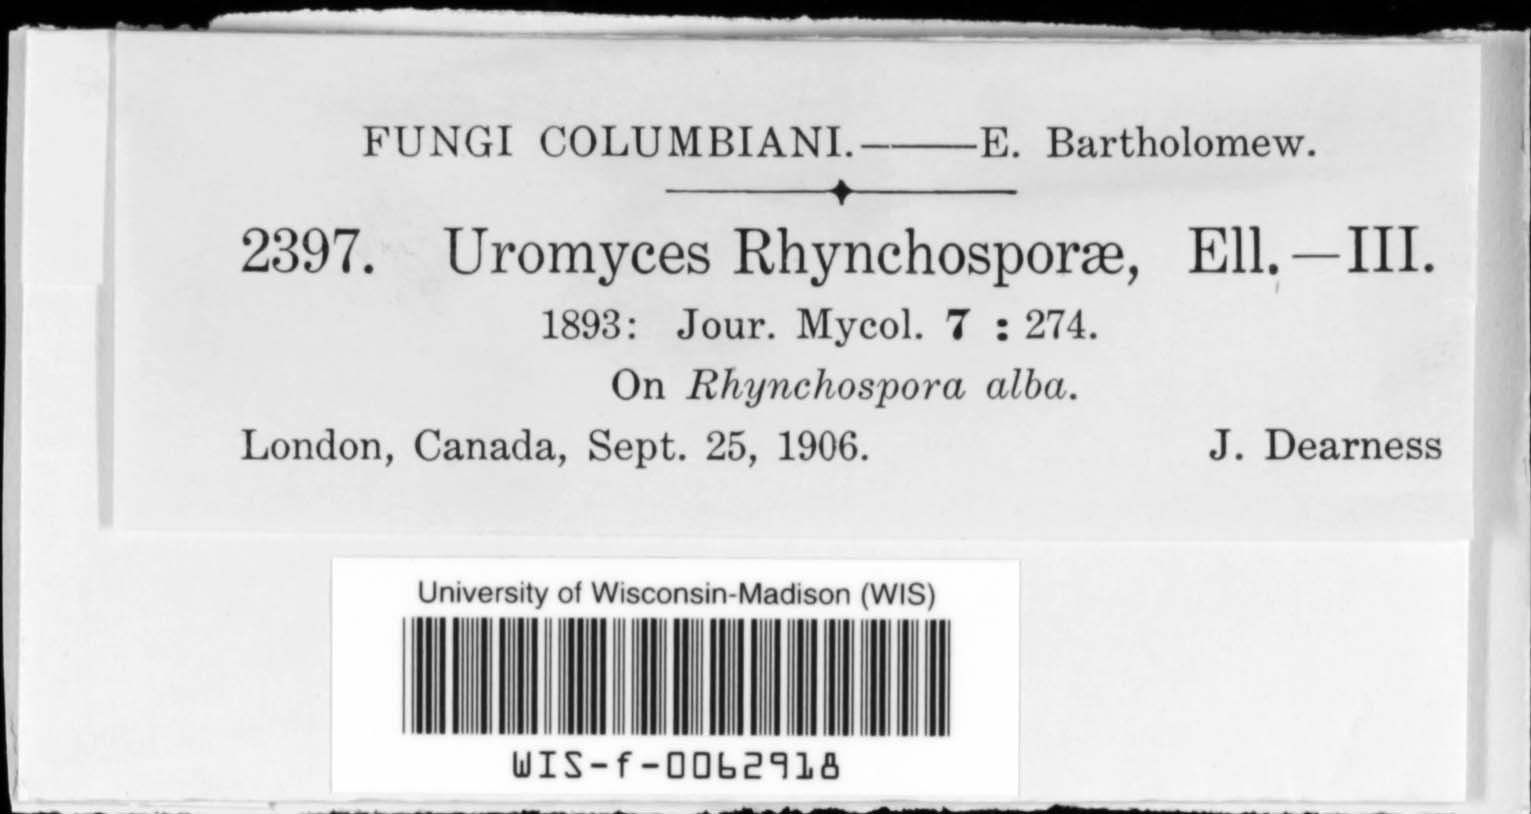 FUNGI COLUMBIANI.——E. Bartholomew.
2397. Uromyces Rhynchosporæ, Ell.—III.
1893: Jour. Mycol. 7 : 274.
On Rhynchospora alba.
London, Canada, Sept. 25, 1906. J. Dearness
University of Wisconsin-Madison (WIS)
WIS-f-0062918